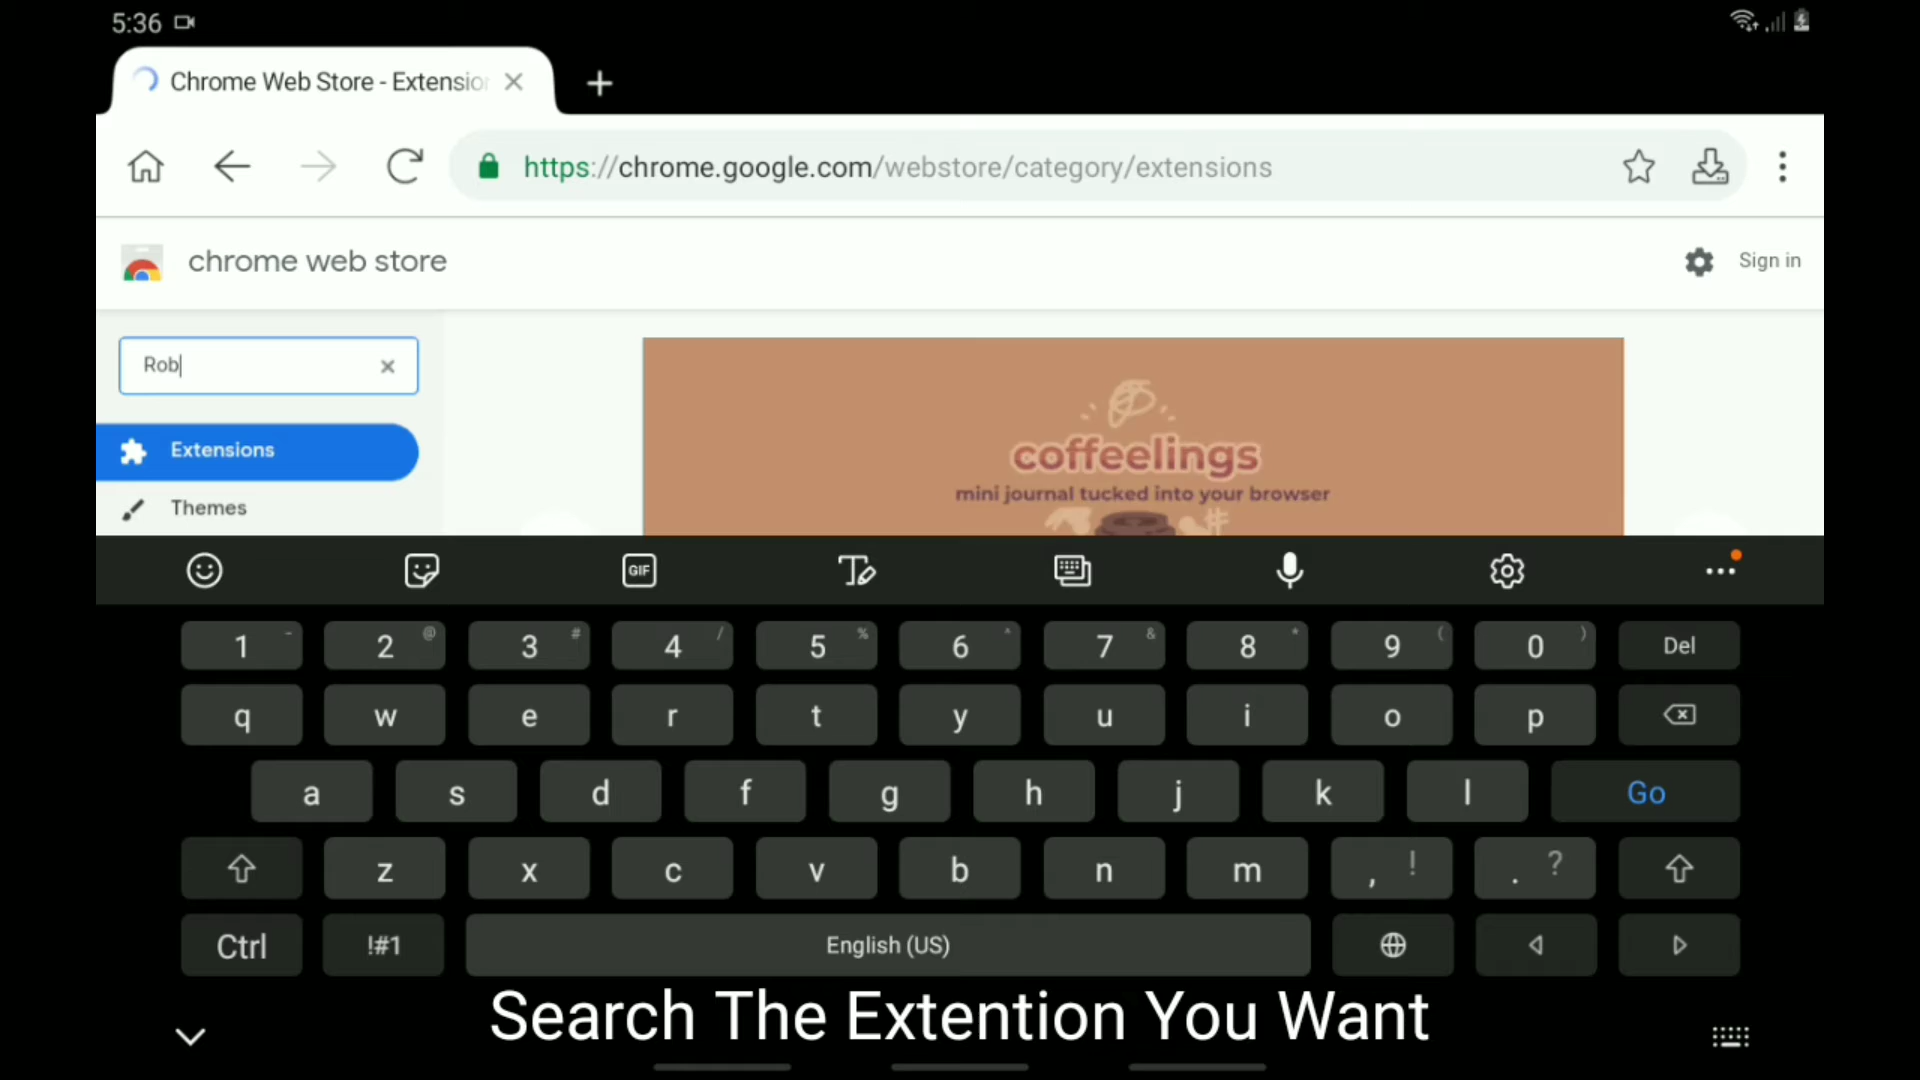 5:36
Chrome Web Store - Extension
https://chrome.google.com/webstore/category/extensions
chrome web store
Sign in
Rob
Extensions
Themes
coffeelings
mini journal tucked into your browser
GIF
1 - 2 @ 3 # 4 / 5 % 6 ^ 7 & 8 * 9 ( 0 ) Del
q w e r t y u i o p
a s d f g h j k l Go
z x c v b n m , ! . ?
Ctrl !#1 English (US)
Search The Extention You Want